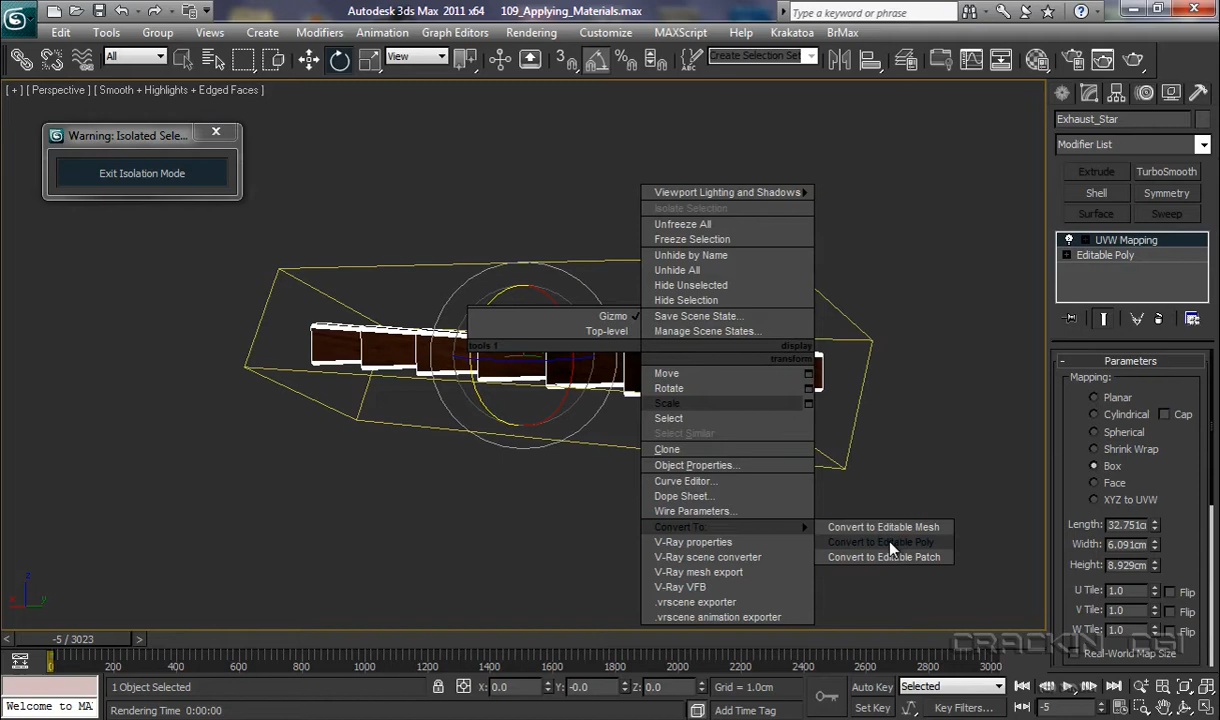 Autodesk 3ds Max 2011 x64 109_Applying_Materials.max
Type a keyword or phrase
Edit Tools Group Views Create Modifiers Animation Graph Editors Rendering Customize MAXScript Help Krakatoa BrMax
All View Create Selection Se
[ + ] [ Perspective ] [ Smooth + Highlights + Edged Faces ]
Warning: Isolated Sele...
Exit Isolation Mode
Viewport Lighting and Shadows
Isolate Selection
Unfreeze All
Freeze Selection
Unhide by Name
Unhide All
Hide Unselected
Hide Selection
Gizmo
Top-level
tools 1
Save Scene State...
Manage Scene States...
display
transform
Move
Rotate
Scale
Select
Select Similar
Clone
Object Properties...
Curve Editor...
Dope Sheet...
Wire Parameters...
Convert To:
V-Ray properties
V-Ray scene converter
V-Ray mesh export
V-Ray VFB
.vrscene exporter
.vrscene animation exporter
Convert to Editable Mesh
Convert to Editable Poly
Convert to Editable Patch
Exhaust_Star
Modifier List
Extrude TurboSmooth
Shell Symmetry
Surface Sweep
UVW Mapping
Editable Poly
Parameters
Mapping:
Planar
Cylindrical Cap
Spherical
Shrink Wrap
Box
Face
XYZ to UVW
Length: 32.751c
Width: 6.091cm
Height: 8.929cm
U Tile: 1.0 Flip
V Tile: 1.0 Flip
W Tile: 1.0 Flip
Real-World Map Size
CRACKIN' CGI
z
x
-5 / 3023
0 200 400 600 800 1000 1200 1400 1600 1800 2000 2200 2400 2600 2800 3000
1 Object Selected X: 0.0 Y: -0.0 Z: 0.0 Grid = 1.0cm Auto Key Selected
Welcome to MA Rendering Time 0:00:00 Add Time Tag Set Key Key Filters... -5